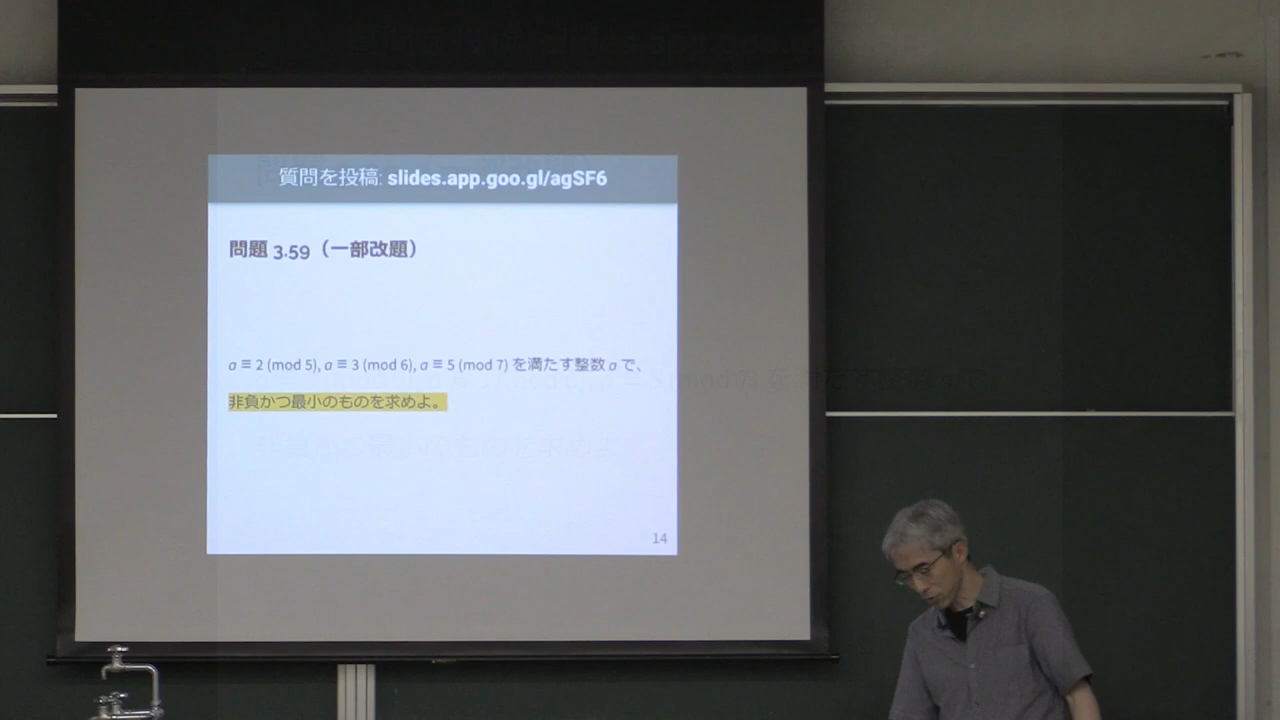 質問を投稿: slides.app.goo.gl/agSF6
問題 3.59（一部改題）
a ≡ 2 (mod 5), a ≡ 3 (mod 6), a ≡ 5 (mod 7) を満たす整数 a で、
非負かつ最小のものを求めよ。
14